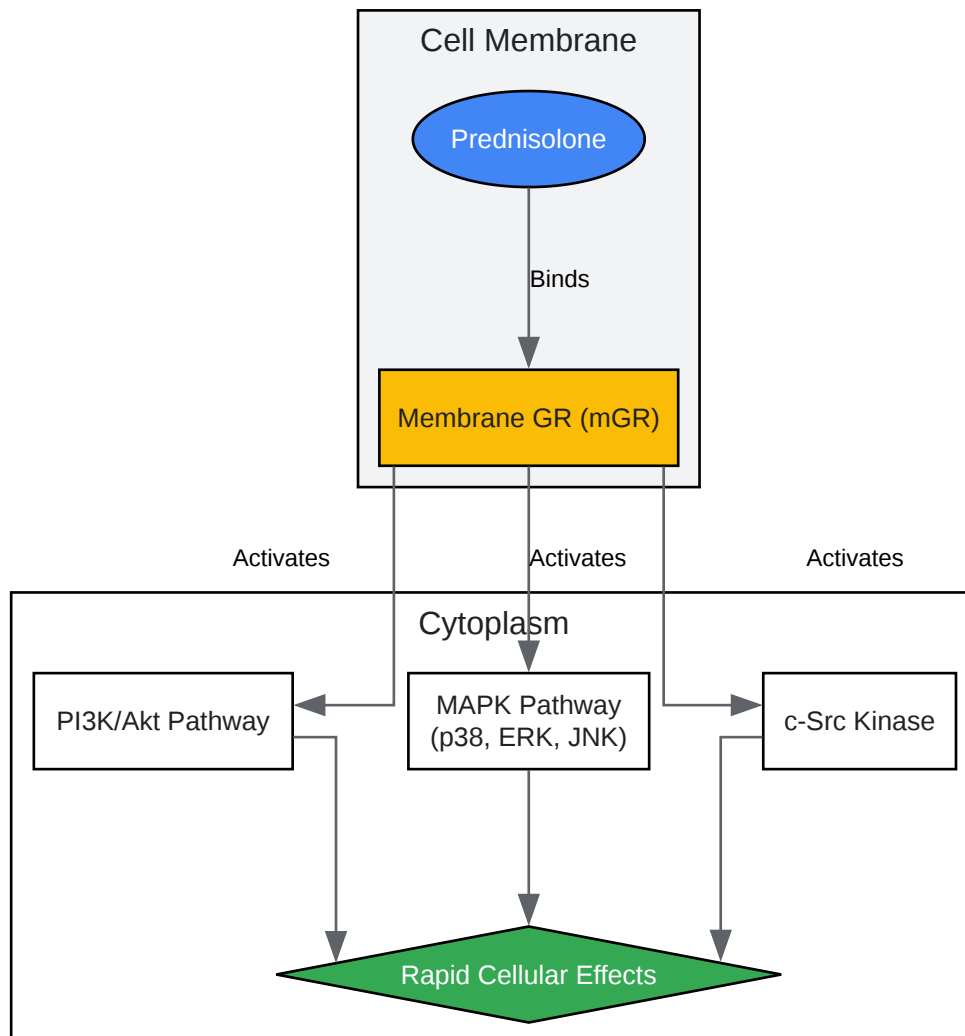 Cell Membrane
Prednisolone
Binds
Membrane GR (mGR)
Activates
Activates
Activates
Cytoplasm
PI3K/Akt Pathway
MAPK Pathway
(p38, ERK, JNK)
c-Src Kinase
Rapid Cellular Effects